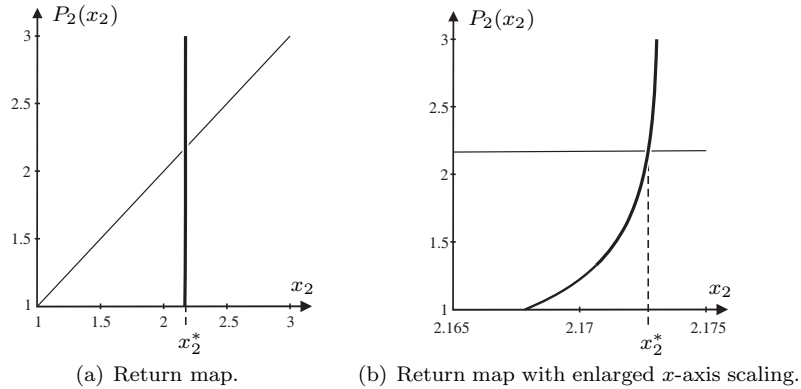 P₂(x₂)
3
2.5
2
1.5
1
x₂
1 1.5 2 2.5 3
x₂*
(a) Return map.
P₂(x₂)
3
2.5
2
1.5
1
x₂
2.165 2.17 2.175
x₂*
(b) Return map with enlarged x-axis scaling.